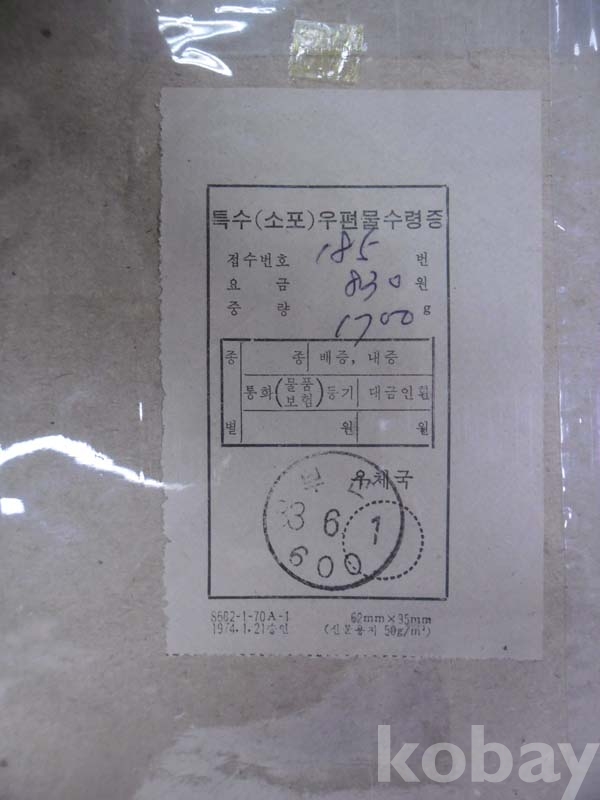 특수(소포)우편물수령증
접수번호 185 번
요 금 830 원
중 량 1700 g
종 종 배증, 내증
통화(물품보험)등기 대금인환
별 원 원
우체국
36 1
600
8602-1-70A-1 62mm×95mm
1974.1.21승인 (신문용지 50g/m²)
kobay